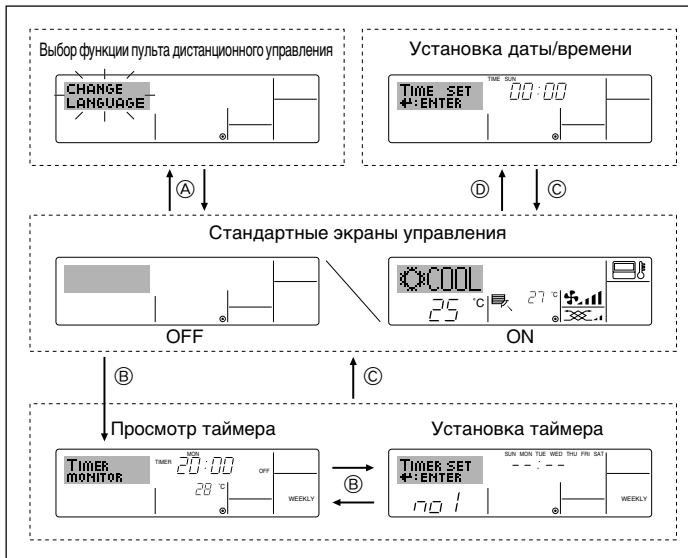 Выбор функции пульта дистанционного управления
CHANGE
LANGUAGE
Установка даты/времени
TIME SET
↵:ENTER
TIME SUN
00:00
Ⓐ
Ⓓ
Ⓒ
Стандартные экраны управления
COOL
25 °C
27 °C
OFF
ON
Ⓑ
Ⓒ
Просмотр таймера
TIMER
MONITOR
TIMER
MON
20:00
OFF
28 °C
WEEKLY
Ⓑ
Установка таймера
TIMER SET
↵:ENTER
SUN MON TUE WED THU FRI SAT
--:--
no 1
WEEKLY